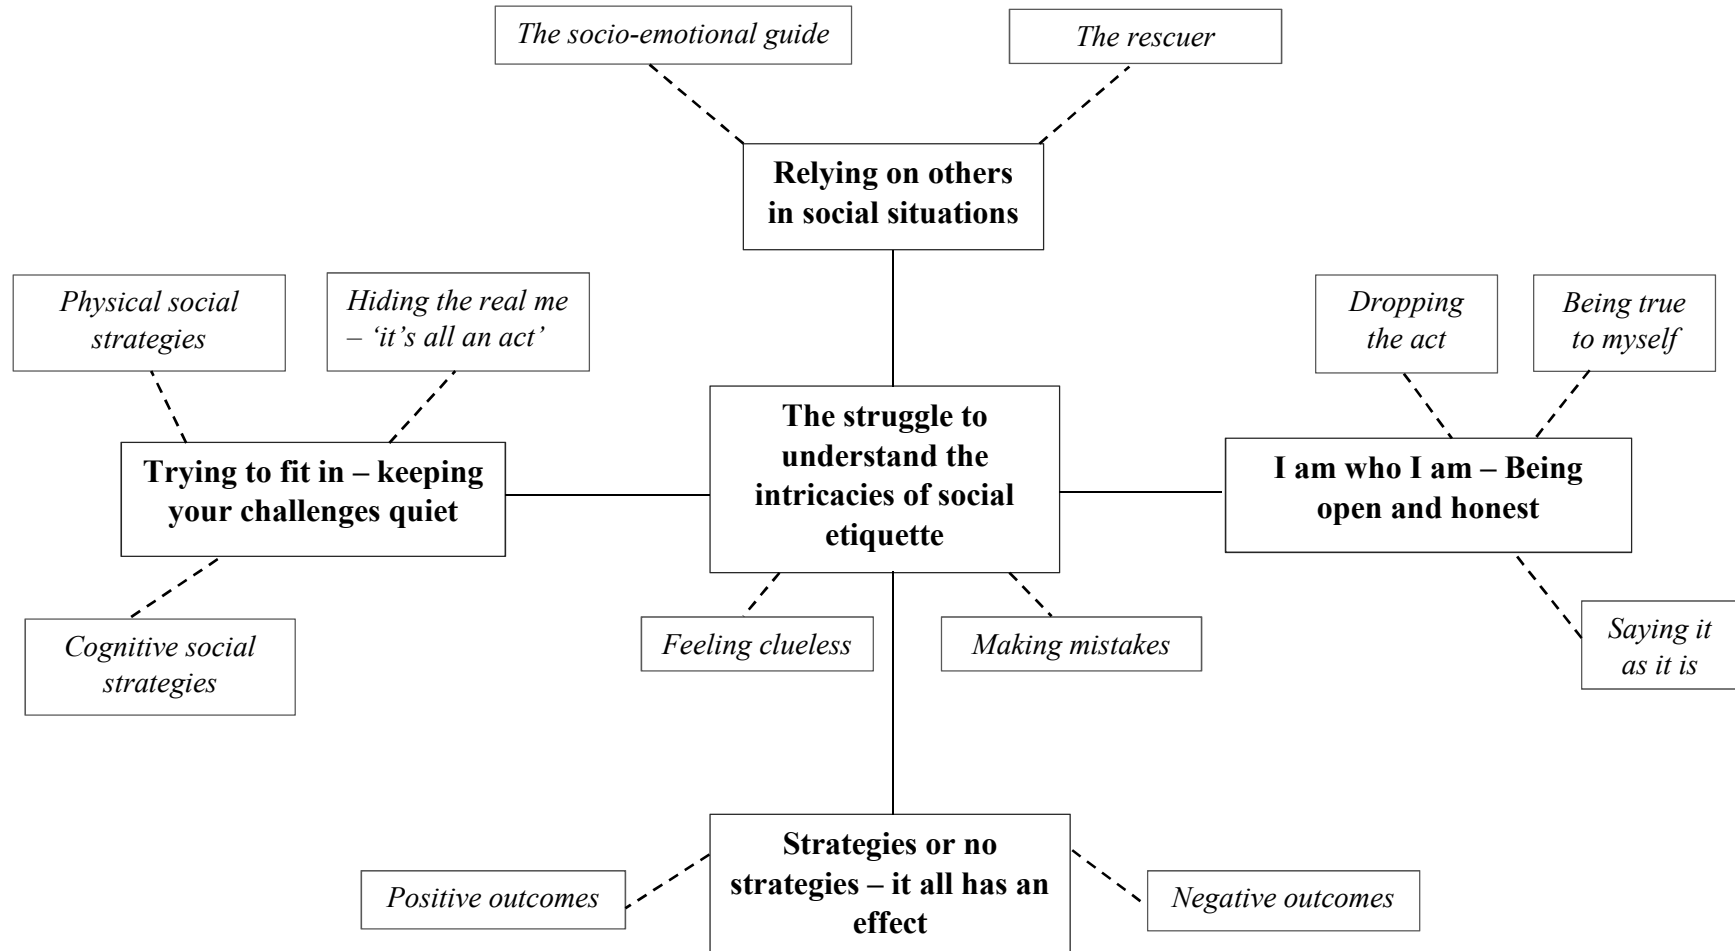 The socio-emotional guide
The rescuer
Relying on others
in social situations
Physical social
strategies
Hiding the real me
– ‘it’s all an act’
Dropping
the act
Being true
to myself
Trying to fit in – keeping
your challenges quiet
The struggle to
understand the
intricacies of social
etiquette
I am who I am – Being
open and honest
Cognitive social
strategies
Feeling clueless
Making mistakes
Saying it
as it is
Strategies or no
strategies – it all has an
effect
Positive outcomes
Negative outcomes